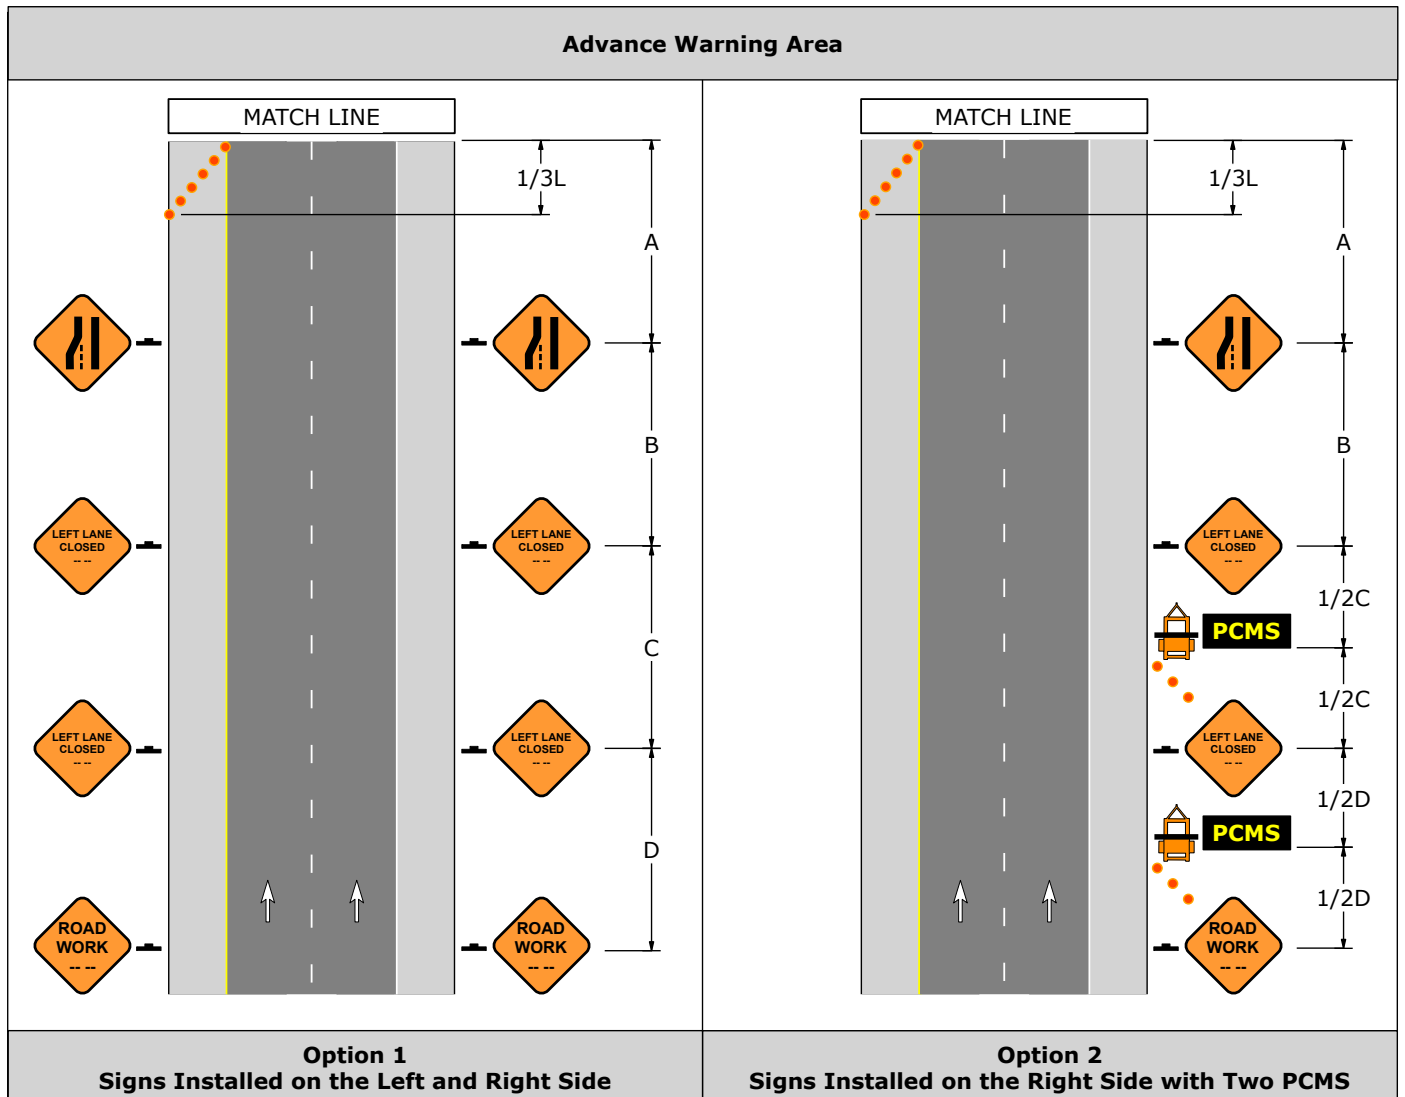 Advance Warning Area
MATCH LINE
1/3L
A
B
LEFT LANE
CLOSED
-- --
LEFT LANE
CLOSED
-- --
C
LEFT LANE
CLOSED
-- --
LEFT LANE
CLOSED
-- --
D
ROAD
WORK
-- --
ROAD
WORK
-- --
Option 1
Signs Installed on the Left and Right Side
MATCH LINE
1/3L
A
B
LEFT LANE
CLOSED
-- --
1/2C
PCMS
1/2C
LEFT LANE
CLOSED
-- --
1/2D
PCMS
1/2D
ROAD
WORK
-- --
Option 2
Signs Installed on the Right Side with Two PCMS